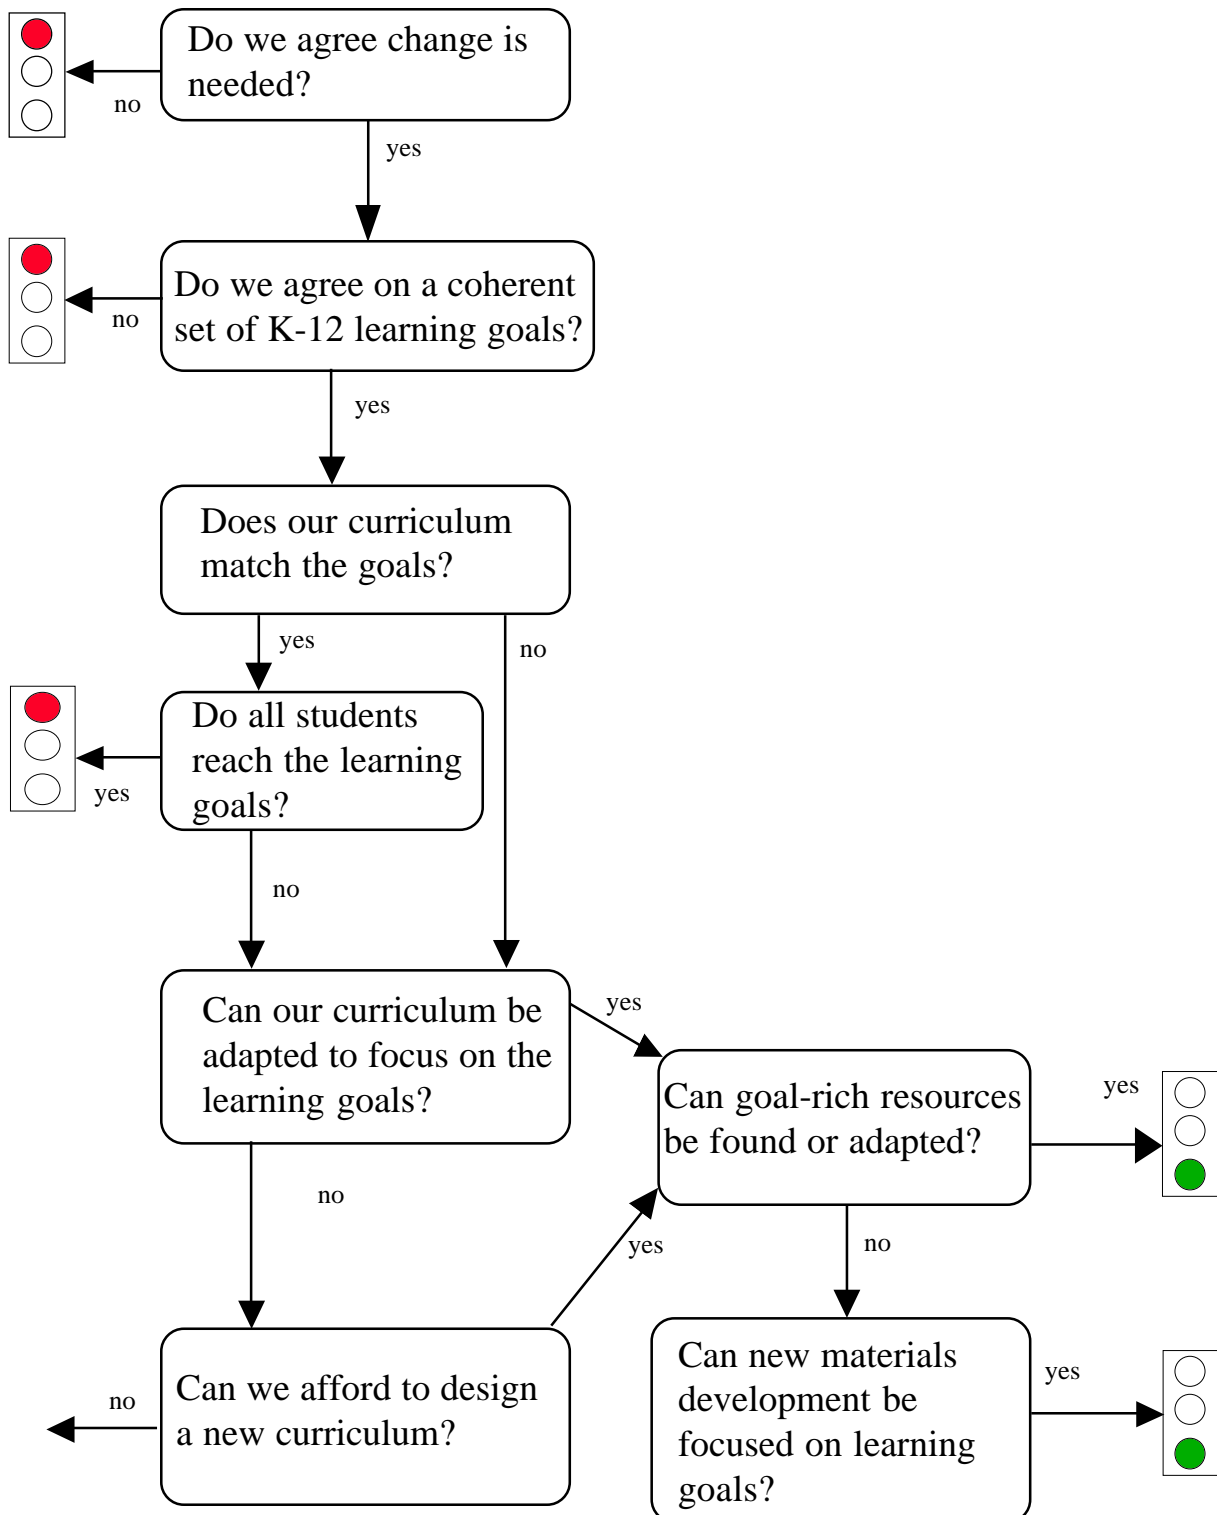 Do we agree change is
needed?
no
yes
Do we agree on a coherent
set of K-12 learning goals?
no
yes
Does our curriculum
match the goals?
yes
no
Do all students
reach the learning
goals?
yes
no
Can our curriculum be
adapted to focus on the
learning goals?
yes
no
Can goal-rich resources
be found or adapted?
yes
no
yes
Can we afford to design
a new curriculum?
no
Can new materials
development be
focused on learning
goals?
yes